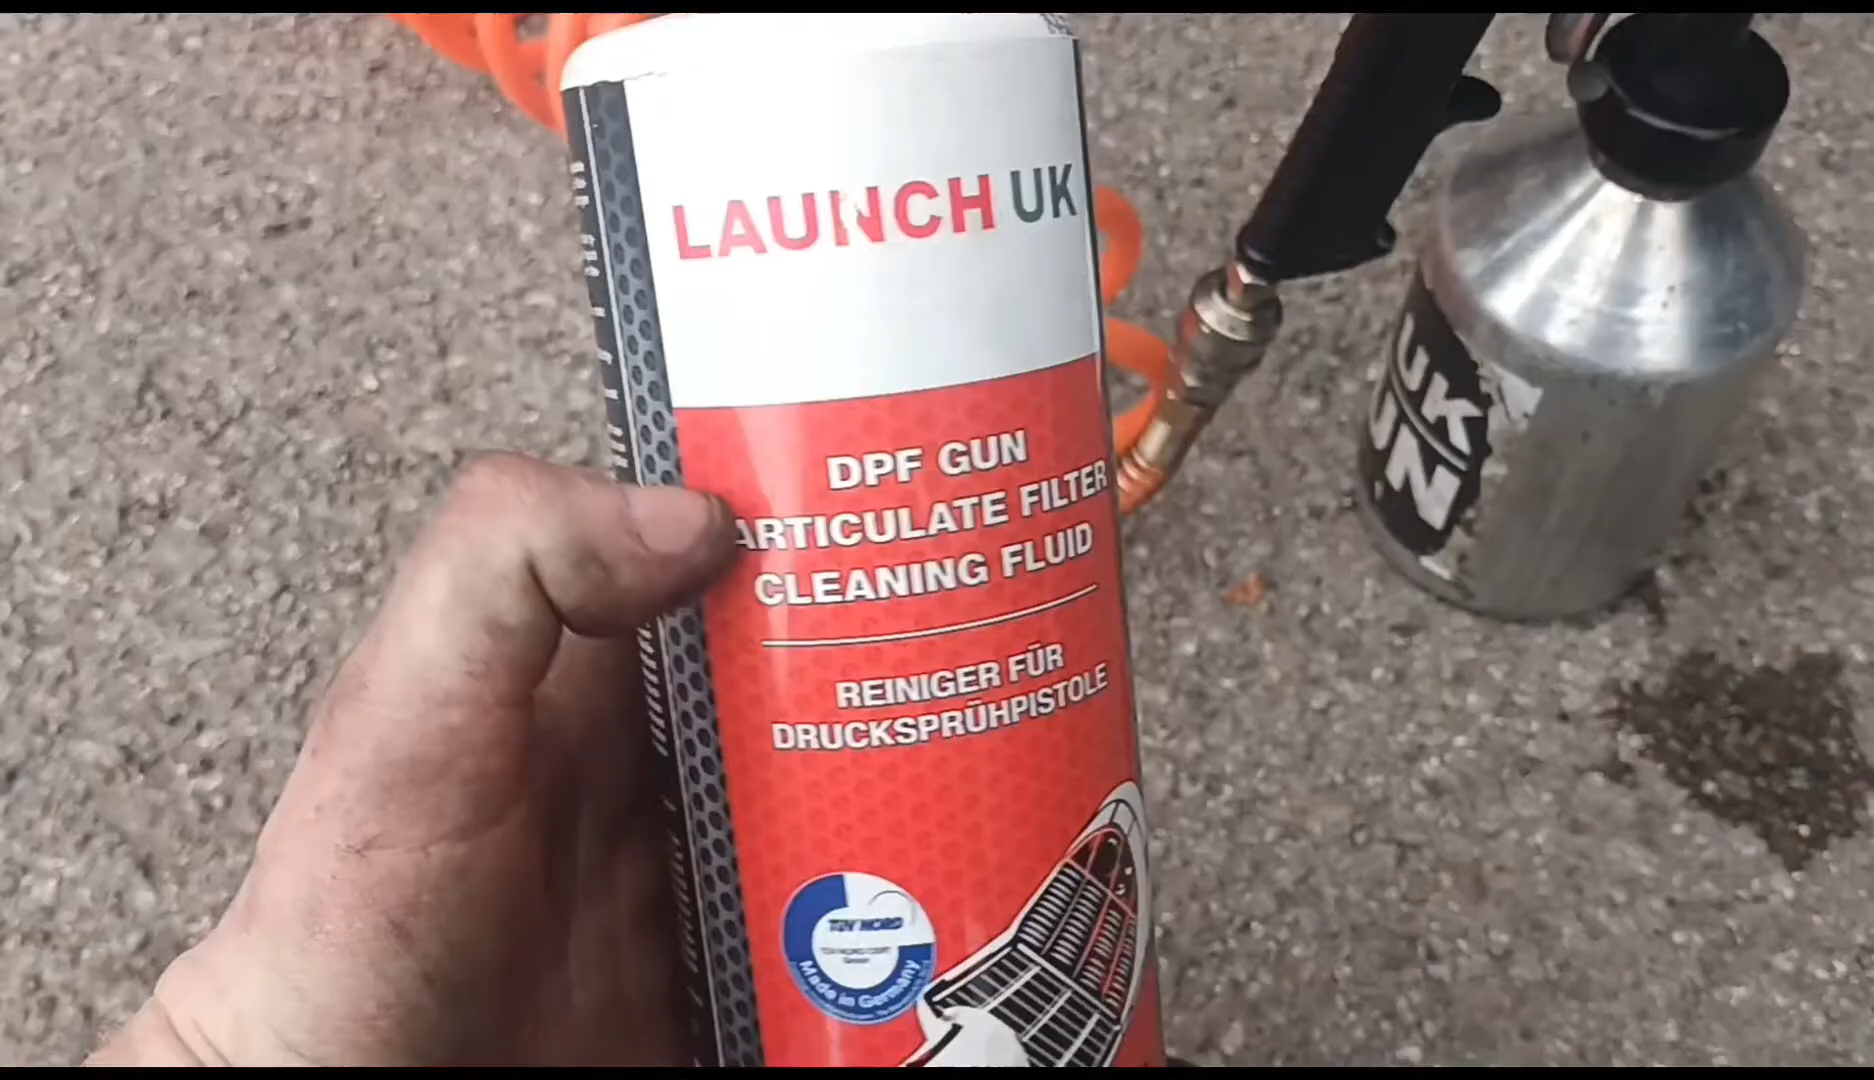 LAUNCH UK
DPF GUN
ARTICULATE FILTER
CLEANING FLUID
REINIGER FÜR
DRUCKSPRÜHPISTOLE
TÜV NORD
Made in Germany
UK
UN